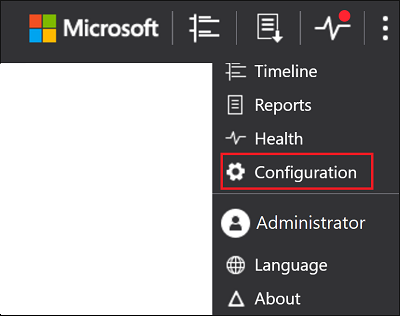 Microsoft
Timeline
Reports
Health
Configuration
Administrator
Language
About